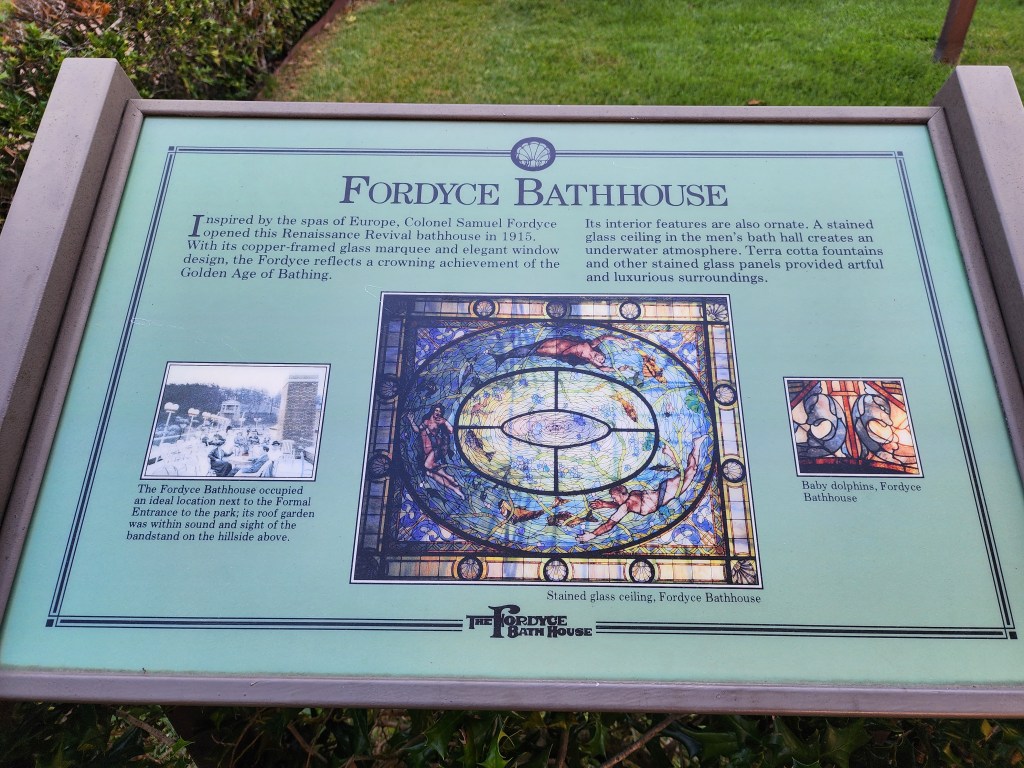 FORDYCE BATHHOUSE
Inspired by the spas of Europe, Colonel Samuel Fordyce
opened this Renaissance Revival bathhouse in 1915.
With its copper-framed glass marquee and elegant window
design, the Fordyce reflects a crowning achievement of the
Golden Age of Bathing.
Its interior features are also ornate. A stained
glass ceiling in the men's bath hall creates an
underwater atmosphere. Terra cotta fountains
and other stained glass panels provided artful
and luxurious surroundings.
The Fordyce Bathhouse occupied
an ideal location next to the Formal
Entrance to the park; its roof garden
was within sound and sight of the
bandstand on the hillside above.
Stained glass ceiling, Fordyce Bathhouse
Baby dolphins, Fordyce
Bathhouse
THE FORDYCE
BATH HOUSE